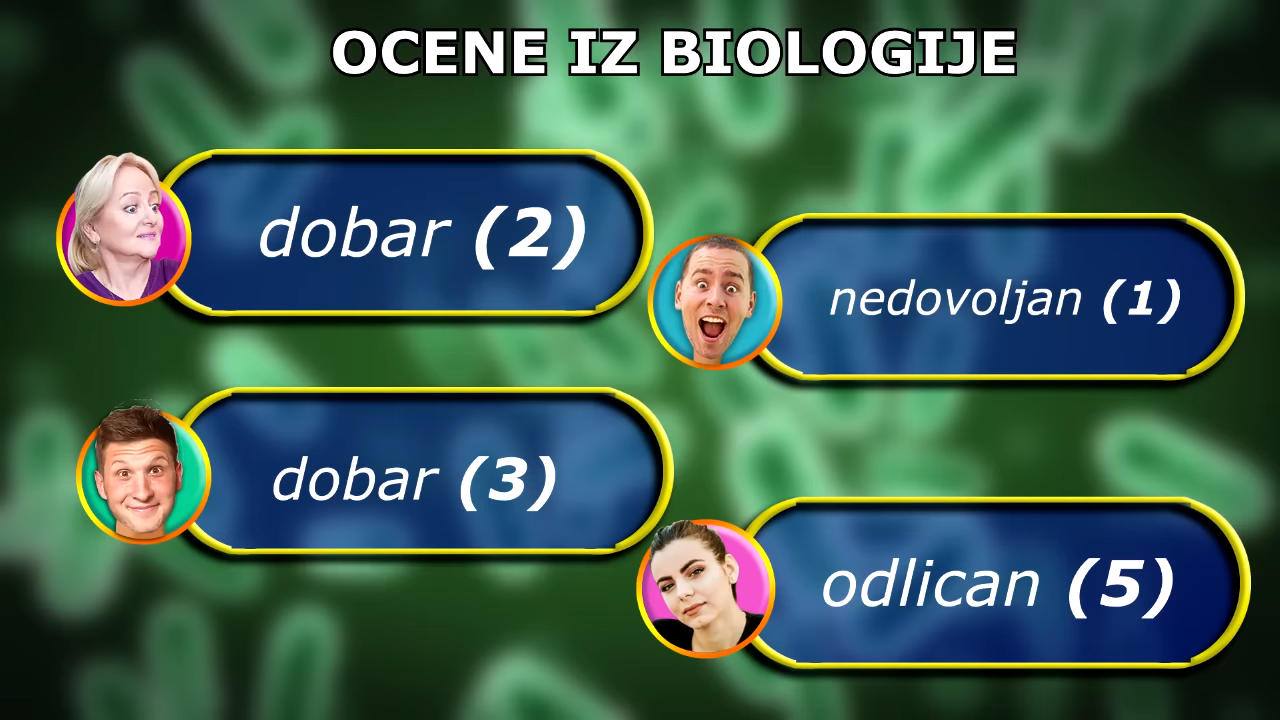 OCENE IZ BIOLOGIJE
dobar (2)
nedovoljan (1)
dobar (3)
odlican (5)